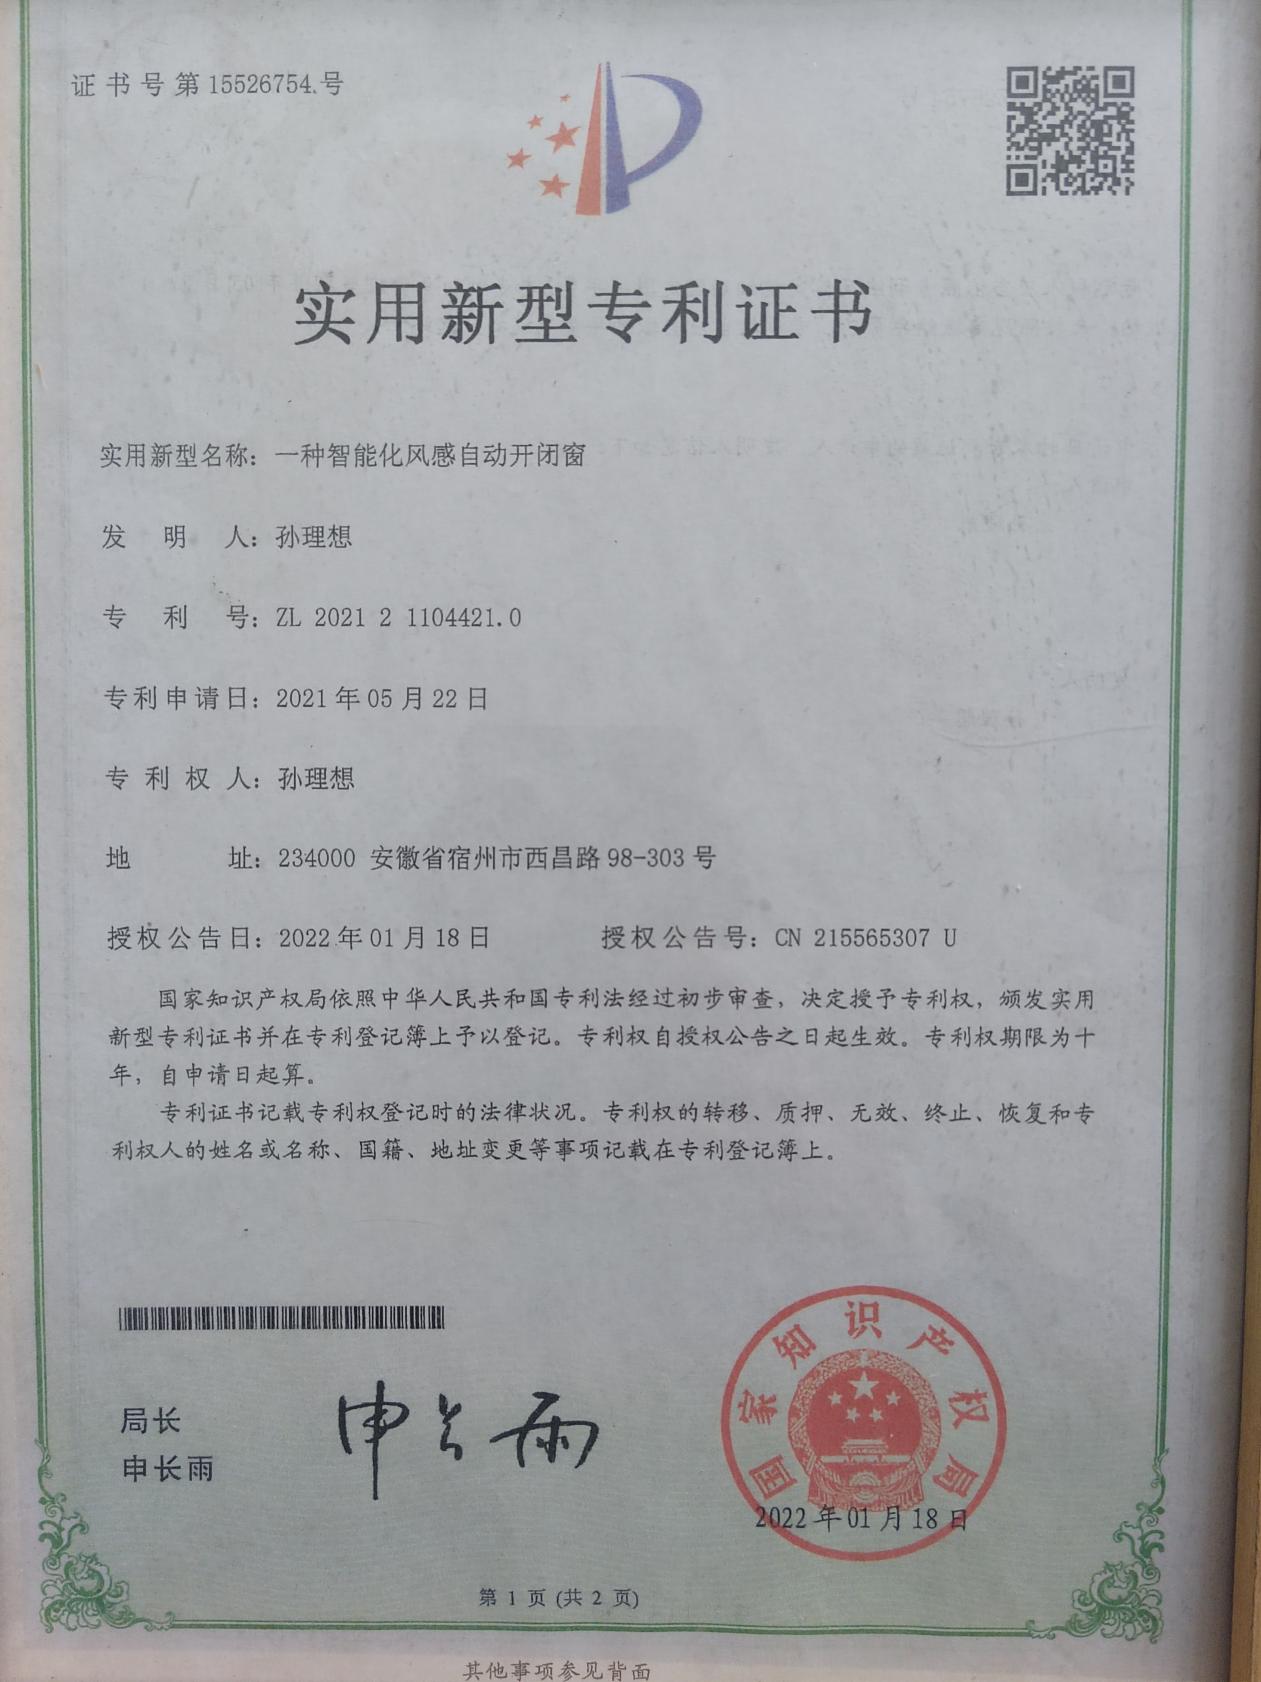 证书号第15526754号
实用新型专利证书
实用新型名称：一种智能化风感自动开闭窗
发明人：孙理想
专利号：ZL 2021 2 1104421.0
专利申请日：2021年05月22日
专利权人：孙理想
地址：234000 安徽省宿州市西昌路98-303号
授权公告日：2022年01月18日 授权公告号：CN 215565307 U
国家知识产权局依照中华人民共和国专利法经过初步审查，决定授予专利权，颁发实用
新型专利证书并在专利登记簿上予以登记。专利权自授权公告之日起生效。专利权期限为十
年，自申请日起算。
专利证书记载专利权登记时的法律状况。专利权的转移、质押、无效、终止、恢复和专
利权人的姓名或名称、国籍、地址变更等事项记载在专利登记簿上。
局长
申长雨
申长雨
国家知识产权局
2022年01月18日
第 1 页 (共 2 页)
其他事项参见背面